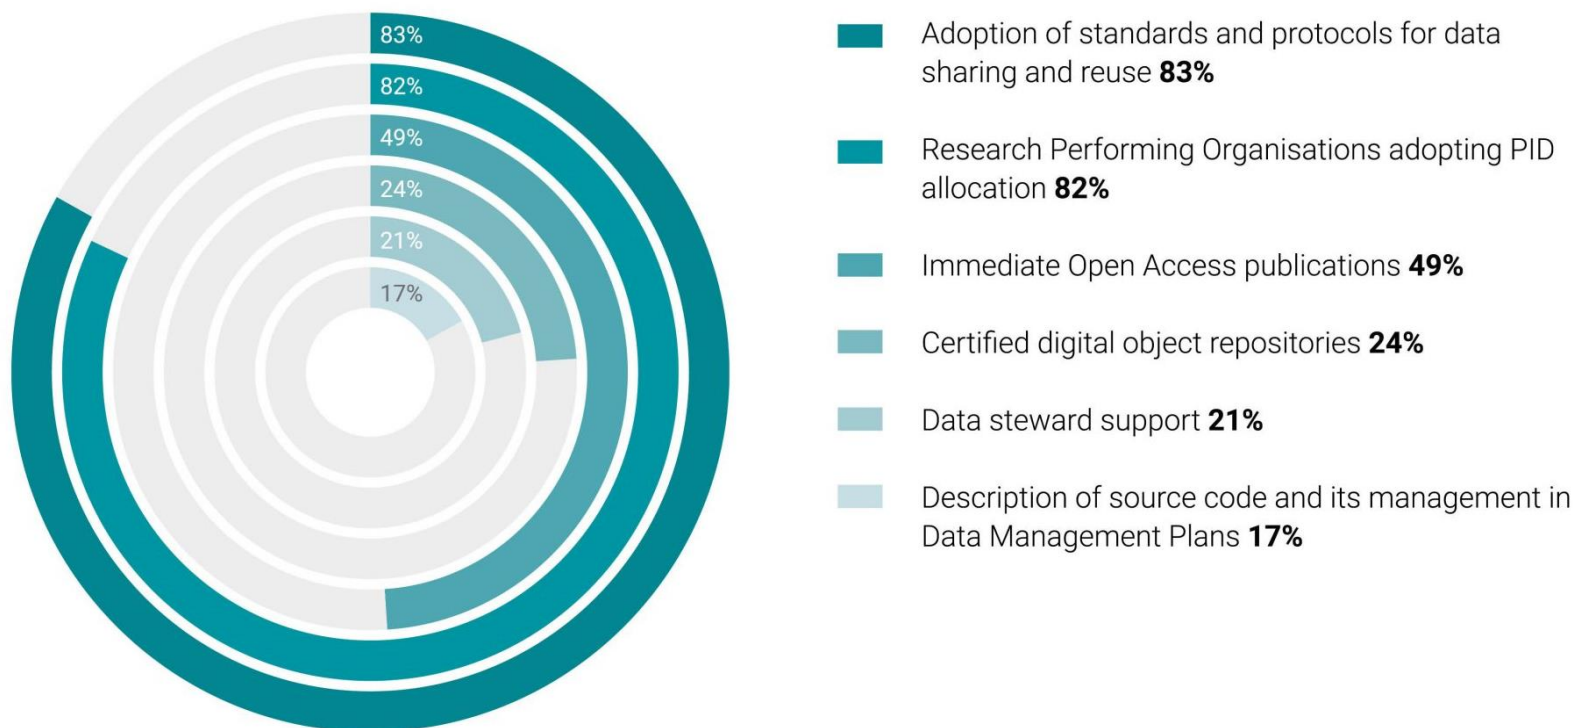 83%
82%
49%
24%
21%
17%
Adoption of standards and protocols for data
sharing and reuse 83%
Research Performing Organisations adopting PID
allocation 82%
Immediate Open Access publications 49%
Certified digital object repositories 24%
Data steward support 21%
Description of source code and its management in
Data Management Plans 17%